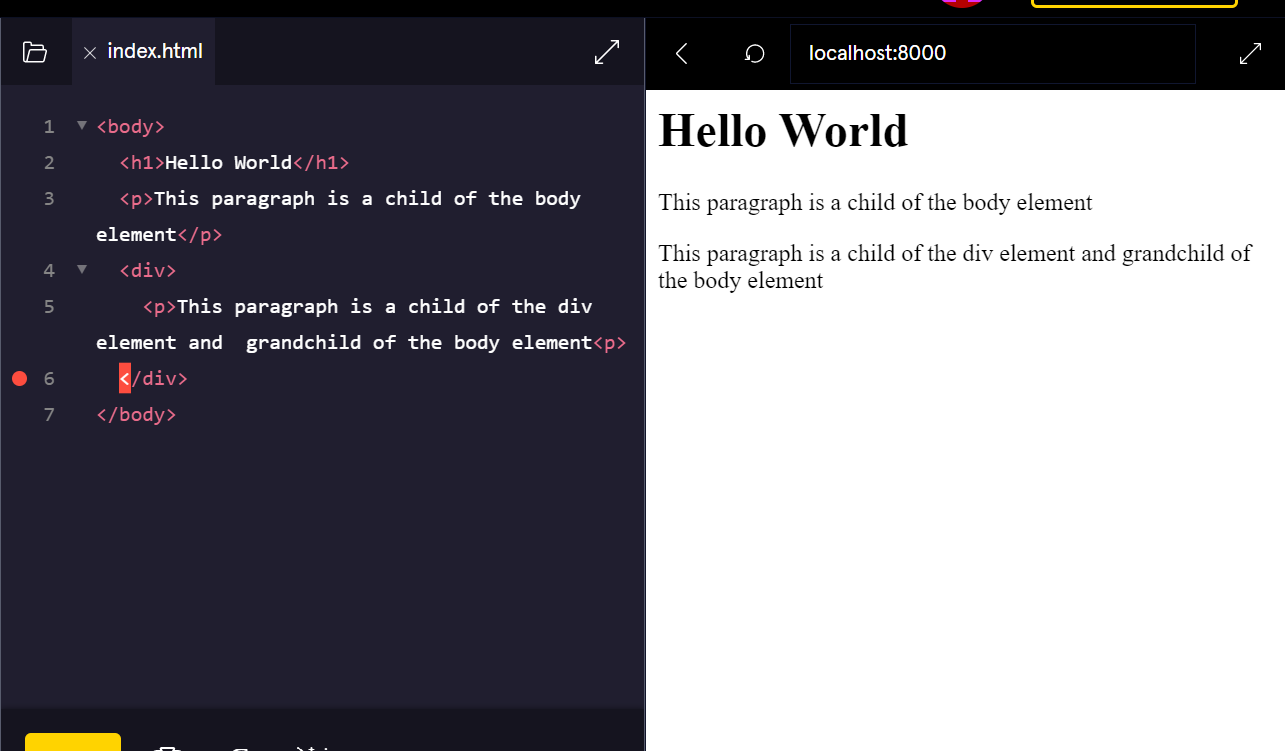 index.html
localhost:8000
1 ▼ <body>
2 <h1>Hello World</h1>
3 <p>This paragraph is a child of the body
element</p>
4 ▼ <div>
5 <p>This paragraph is a child of the div
element and  grandchild of the body element<p>
6 </div>
7 </body>
Hello World
This paragraph is a child of the body element
This paragraph is a child of the div element and grandchild of
the body element